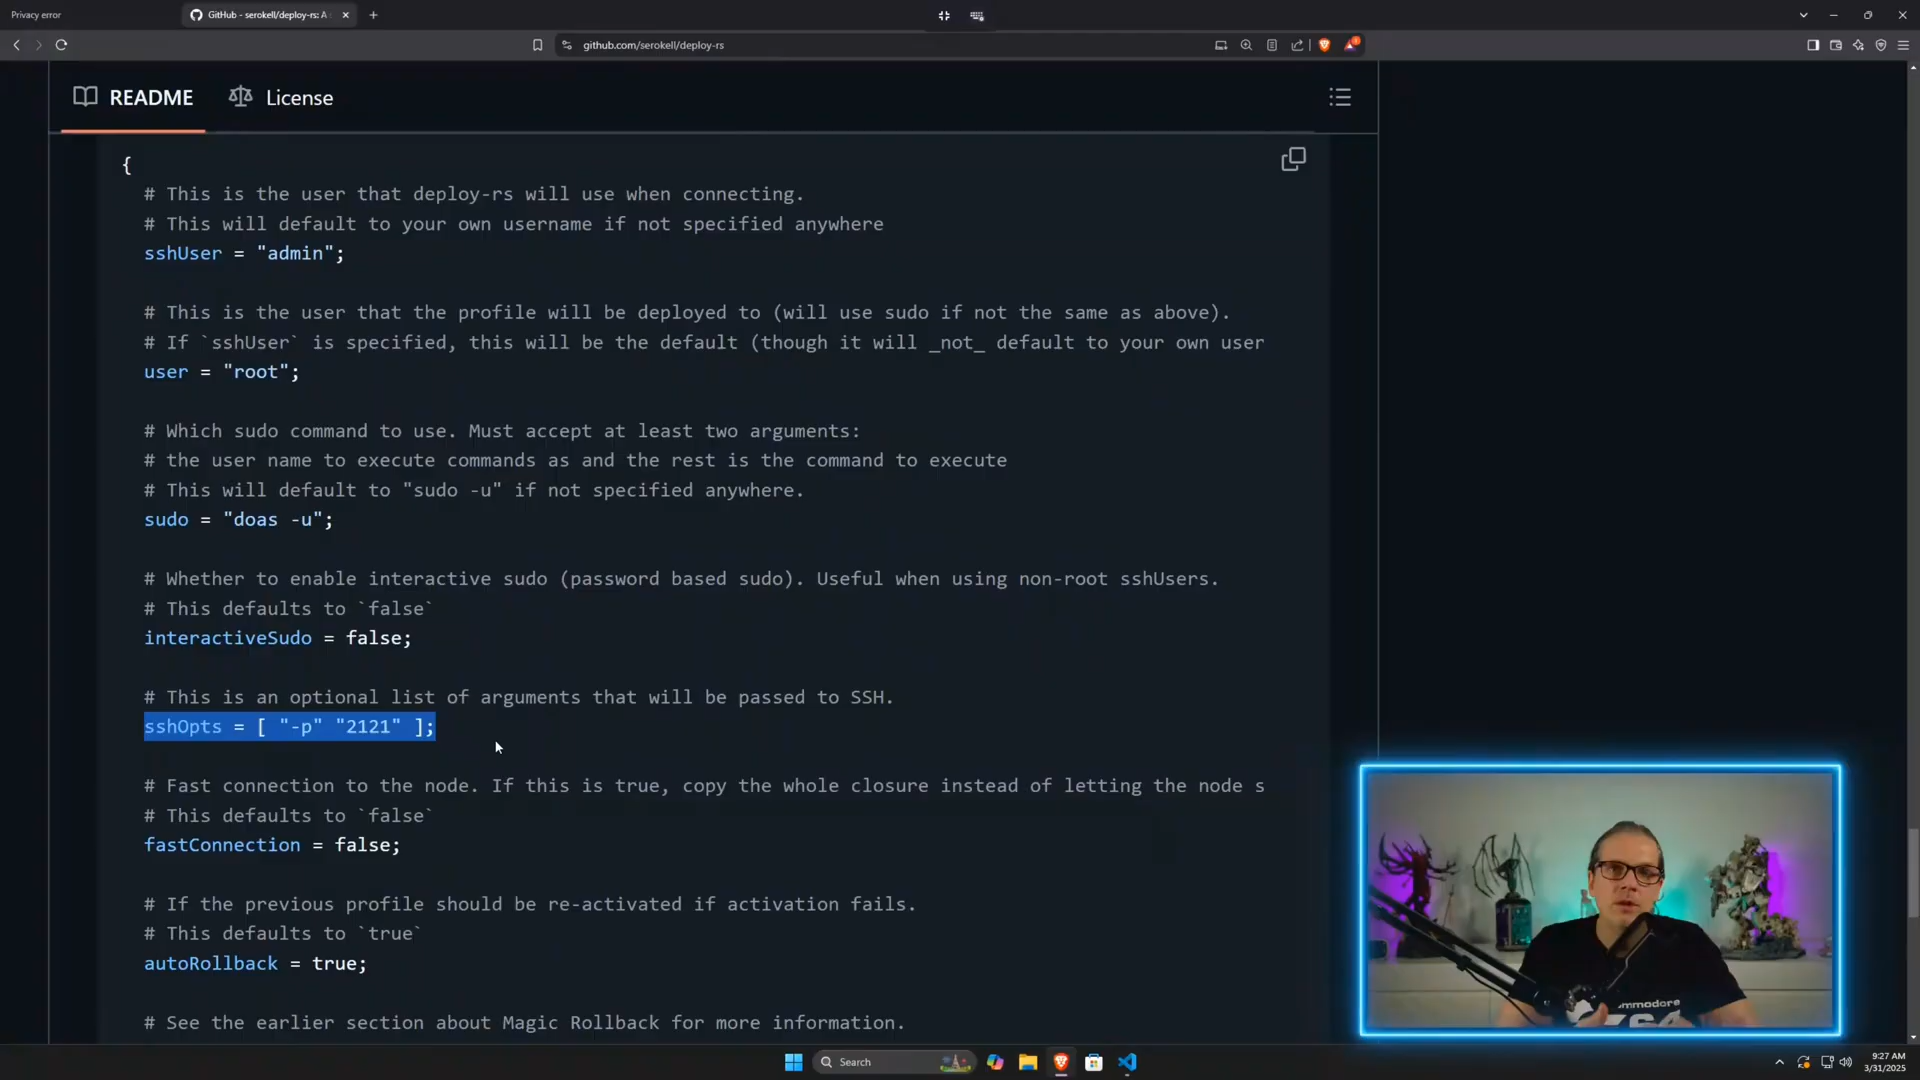 Privacy error
GitHub - serokell/deploy-rs: A s
github.com/serokell/deploy-rs
README
License
{
# This is the user that deploy-rs will use when connecting.
# This will default to your own username if not specified anywhere
sshUser = "admin";
# This is the user that the profile will be deployed to (will use sudo if not the same as above).
# If `sshUser` is specified, this will be the default (though it will _not_ default to your own user
user = "root";
# Which sudo command to use. Must accept at least two arguments:
# the user name to execute commands as and the rest is the command to execute
# This will default to "sudo -u" if not specified anywhere.
sudo = "doas -u";
# Whether to enable interactive sudo (password based sudo). Useful when using non-root sshUsers.
# This defaults to `false`
interactiveSudo = false;
# This is an optional list of arguments that will be passed to SSH.
sshOpts = [ "-p" "2121" ];
# Fast connection to the node. If this is true, copy the whole closure instead of letting the node s
# This defaults to `false`
fastConnection = false;
# If the previous profile should be re-activated if activation fails.
# This defaults to `true`
autoRollback = true;
# See the earlier section about Magic Rollback for more information.
Search
9:27 AM
3/31/2025